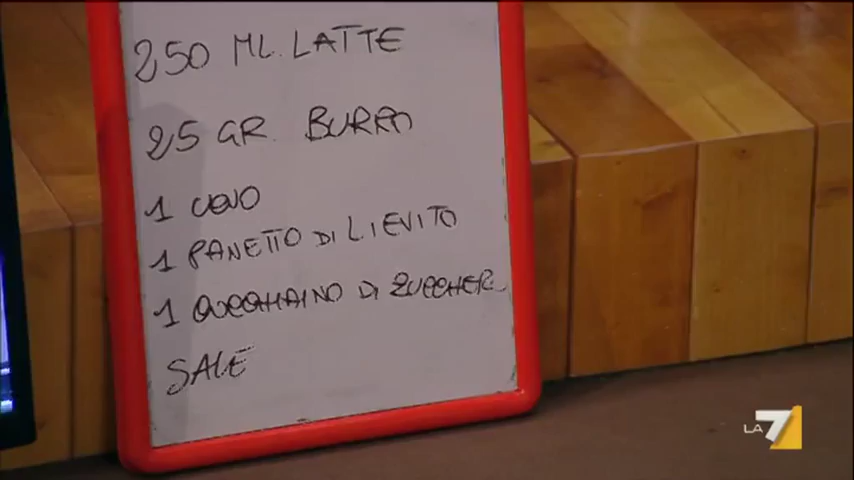 250 ML. LATTE
25 GR. BURRO
1 UOVO
1 PANETTO DI LIEVITO
1 CUCCHIAINO DI ZUCCHERO
SALE
LA7